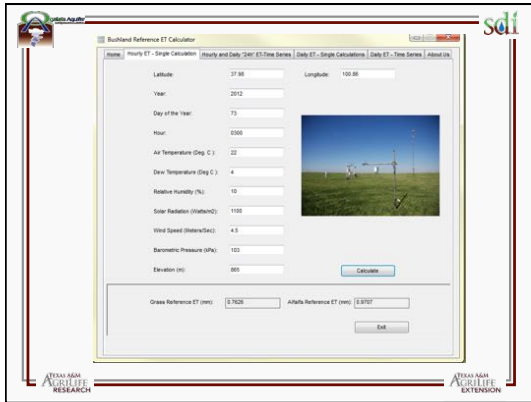 Ogallala Aquifer
sdi
Bushland Reference ET Calculator
Home Hourly ET - Single Calculation Hourly and Daily "24h" ET-Time Series Daily ET - Single Calculations Daily ET - Time Series About Us
Latitude: 37.98 Longitude: 100.86
Year: 2012
Day of the Year: 73
Hour: 0300
Air Temperature (Deg. C ): 22
Dew Temperature (Deg C ): 4
Relative Humidity (%): 10
Solar Radiation (Watts/m2): 1100
Wind Speed (Meters/Sec): 4.5
Barometric Pressure (kPa): 103
Elevation (m): 865
Calculate
Grass Reference ET (mm): 0.7626 Alfalfa Reference ET (mm): 0.9707
Exit
TEXAS A&M
AGRILIFE
RESEARCH
TEXAS A&M
AGRILIFE
EXTENSION